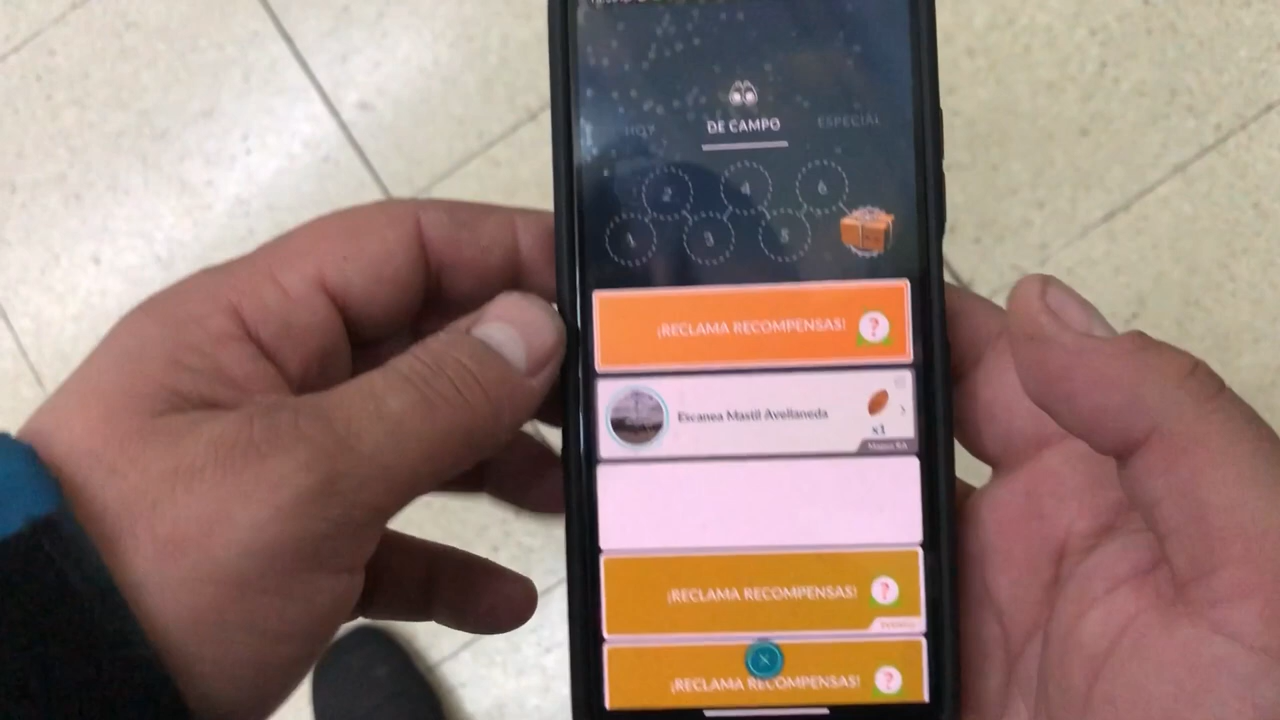 HOY
DE CAMPO
ESPECIAL
2
4
6
1
3
5
¡RECLAMA RECOMPENSAS!
?
Escanea Mastil Avellaneda
x1
¡RECLAMA RECOMPENSAS!
?
¡RECLAMA RECOMPENSAS!
?